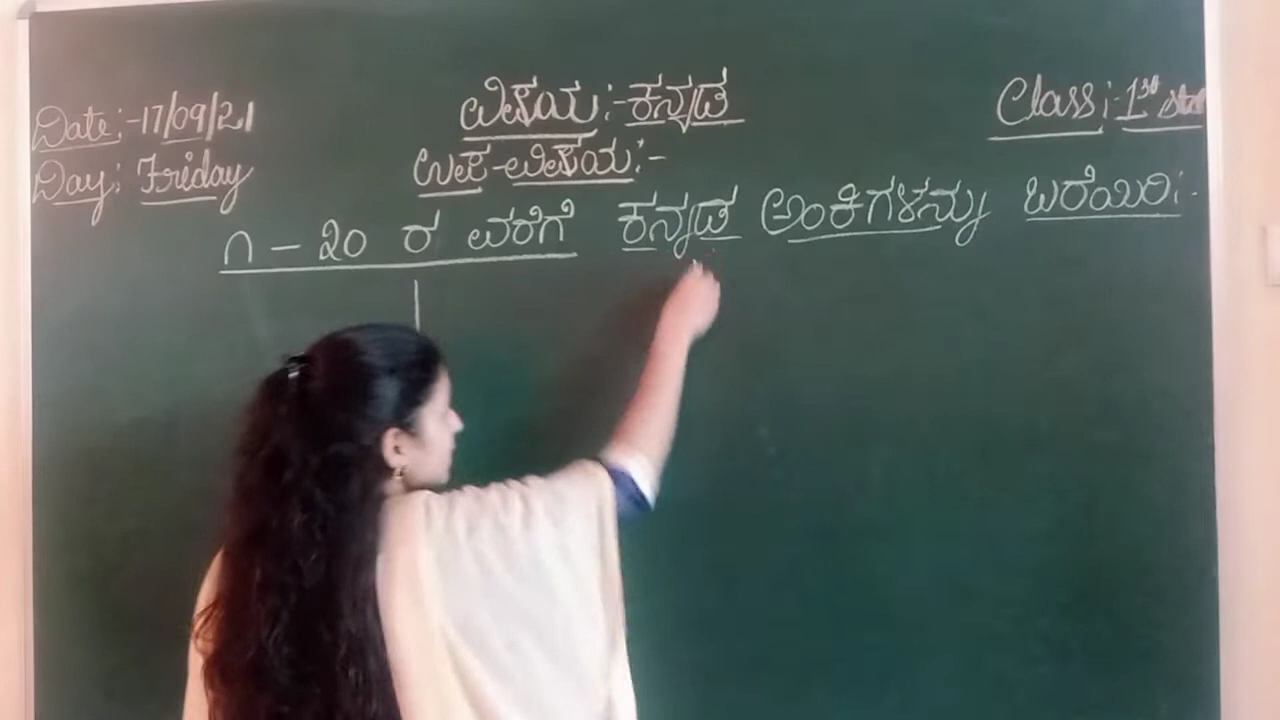 Date:-17/09/21
ವಿಷಯ:-ಕನ್ನಡ
Class:-1st std
Day: Friday
ಉಪ-ವಿಷಯ:-
೧ - ೨೦ ರ ವರೆಗೆ ಕನ್ನಡ ಅಂಕಿಗಳನ್ನು ಬರೆಯಿರಿ:-